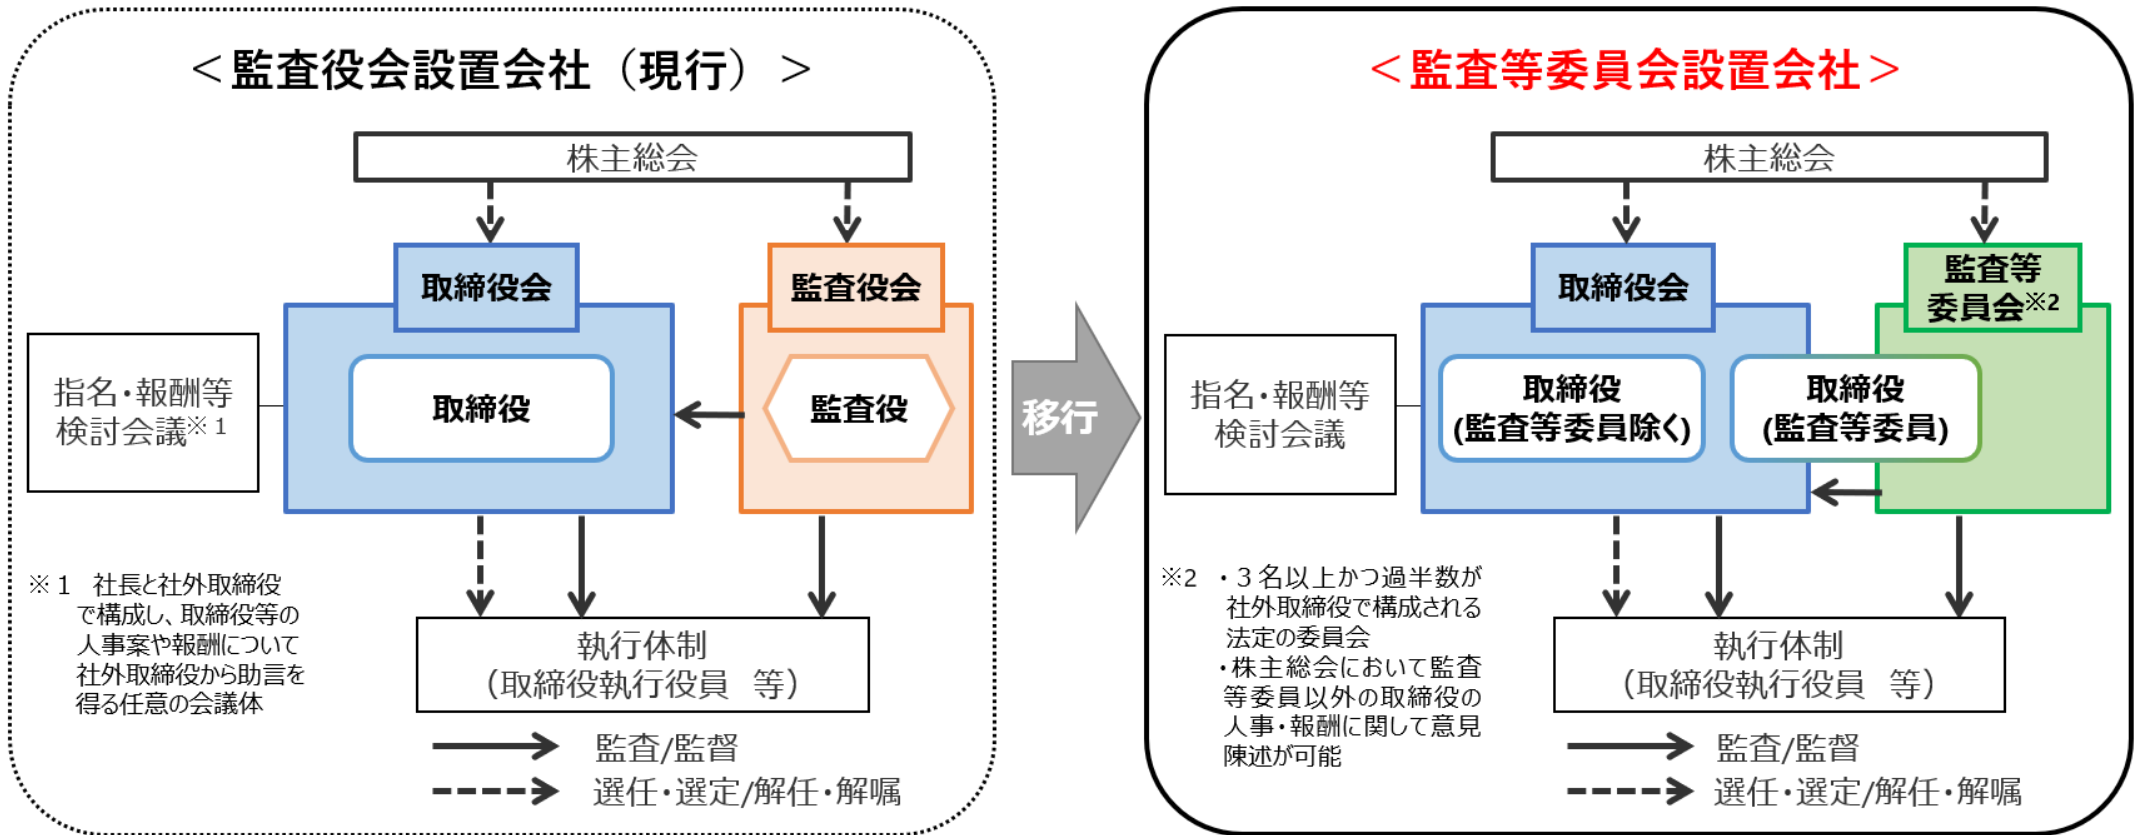 ＜監査役会設置会社（現行）＞
株主総会
取締役会
監査役会
指名・報酬等
検討会議※１
取締役
監査役
※１　社長と社外取締役
で構成し、取締役等の
人事案や報酬について
社外取締役から助言を
得る任意の会議体
執行体制
（取締役執行役員　等）
監査/監督
選任・選定/解任・解嘱
移行
＜監査等委員会設置会社＞
株主総会
取締役会
監査等
委員会※2
指名・報酬等
検討会議
取締役
(監査等委員除く)
取締役
(監査等委員)
※2　・３名以上かつ過半数が
社外取締役で構成される
法定の委員会
・株主総会において監査
等委員以外の取締役の
人事・報酬に関して意見
陳述が可能
執行体制
（取締役執行役員　等）
監査/監督
選任・選定/解任・解嘱